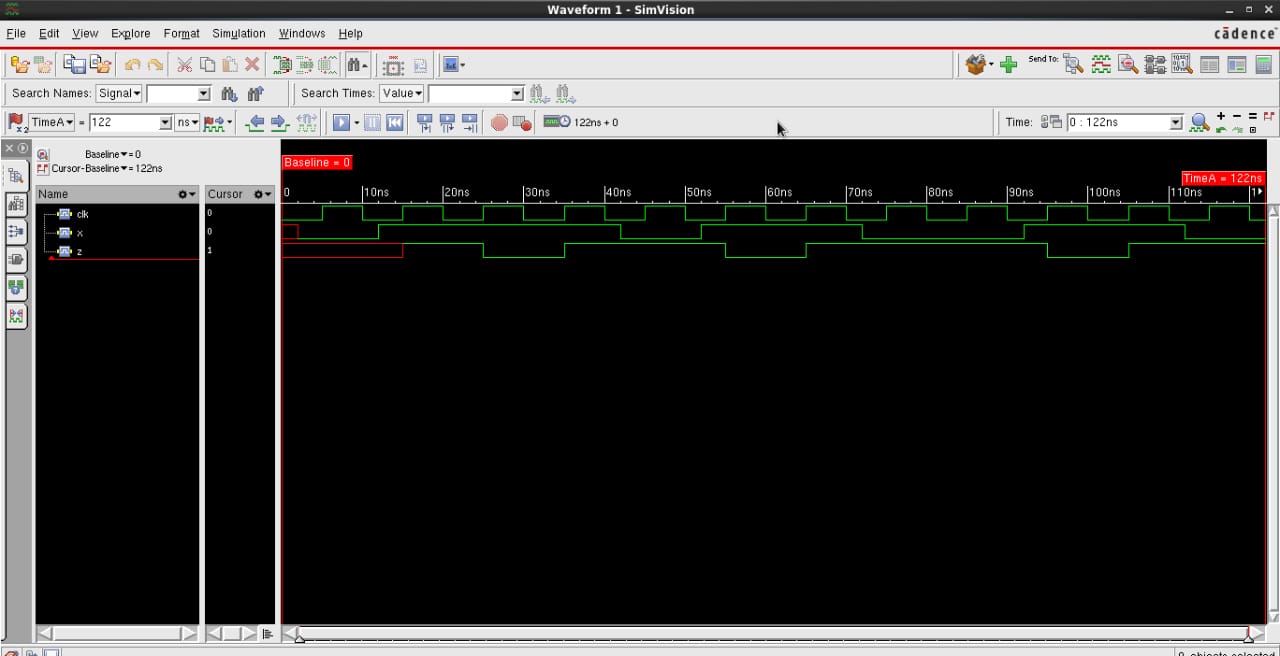 Waveform 1 - SimVision
File Edit View Explore Format Simulation Windows Help
cādence
Send To:
Search Names: Signal
Search Times: Value
TimeA = 122 ns
122ns + 0
Time: 0 : 122ns
Baseline = 0
Cursor-Baseline = 122ns
Baseline = 0
TimeA = 122ns
Name Cursor
0 10ns 20ns 30ns 40ns 50ns 60ns 70ns 80ns 90ns 100ns 110ns
clk 0
x 0
z 1
0 objects selected